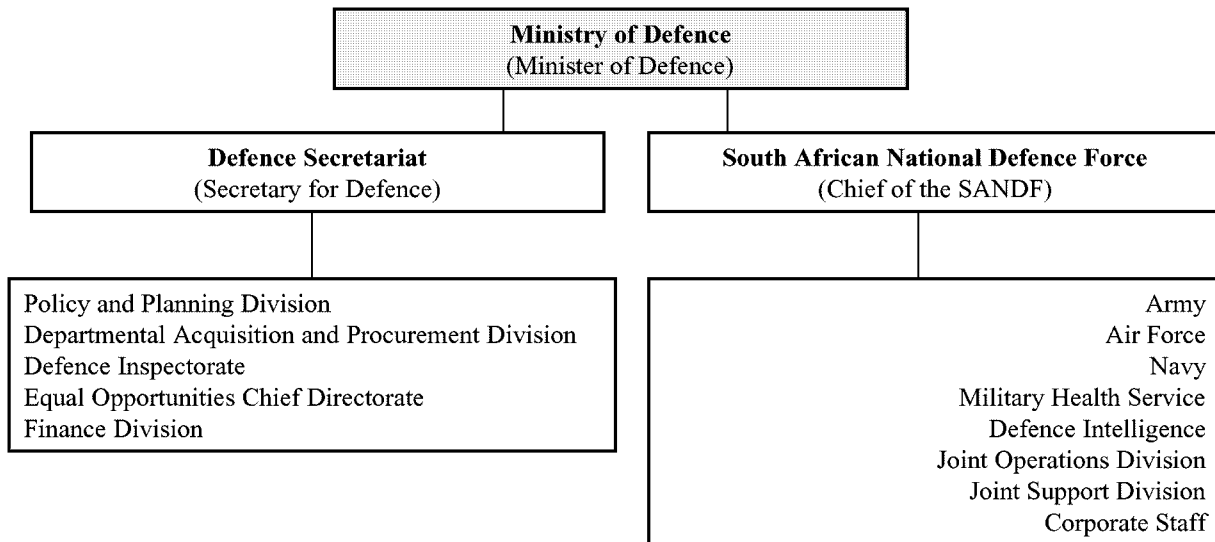 Ministry of Defence
(Minister of Defence)
Defence Secretariat
(Secretary for Defence)
South African National Defence Force
(Chief of the SANDF)
Policy and Planning Division
Departmental Acquisition and Procurement Division
Defence Inspectorate
Equal Opportunities Chief Directorate
Finance Division
Army
Air Force
Navy
Military Health Service
Defence Intelligence
Joint Operations Division
Joint Support Division
Corporate Staff